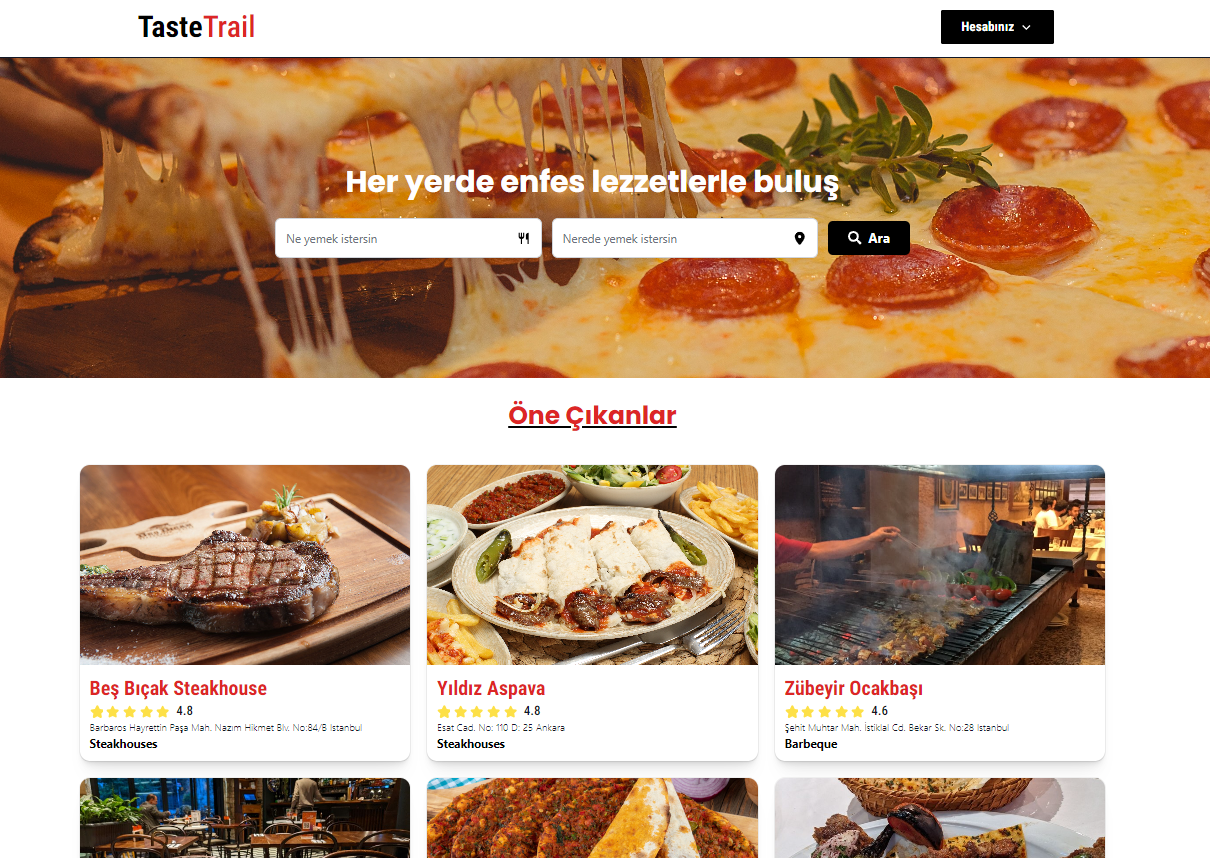 TasteTrail
Hesabınız
Her yerde enfes lezzetlerle buluş
Ne yemek istersin
Nerede yemek istersin
Ara
Öne Çıkanlar
Beş Bıçak Steakhouse
4.8
Barbaros Hayrettin Paşa Mah. Nazım Hikmet Blv. No:84/B Istanbul
Steakhouses
Yıldız Aspava
4.8
Esat Cad. No: 110 D: 25 Ankara
Steakhouses
Zübeyir Ocakbaşı
4.6
Şehit Muhtar Mah. İstiklal Cd. Bekar Sk. No:28 Istanbul
Barbeque